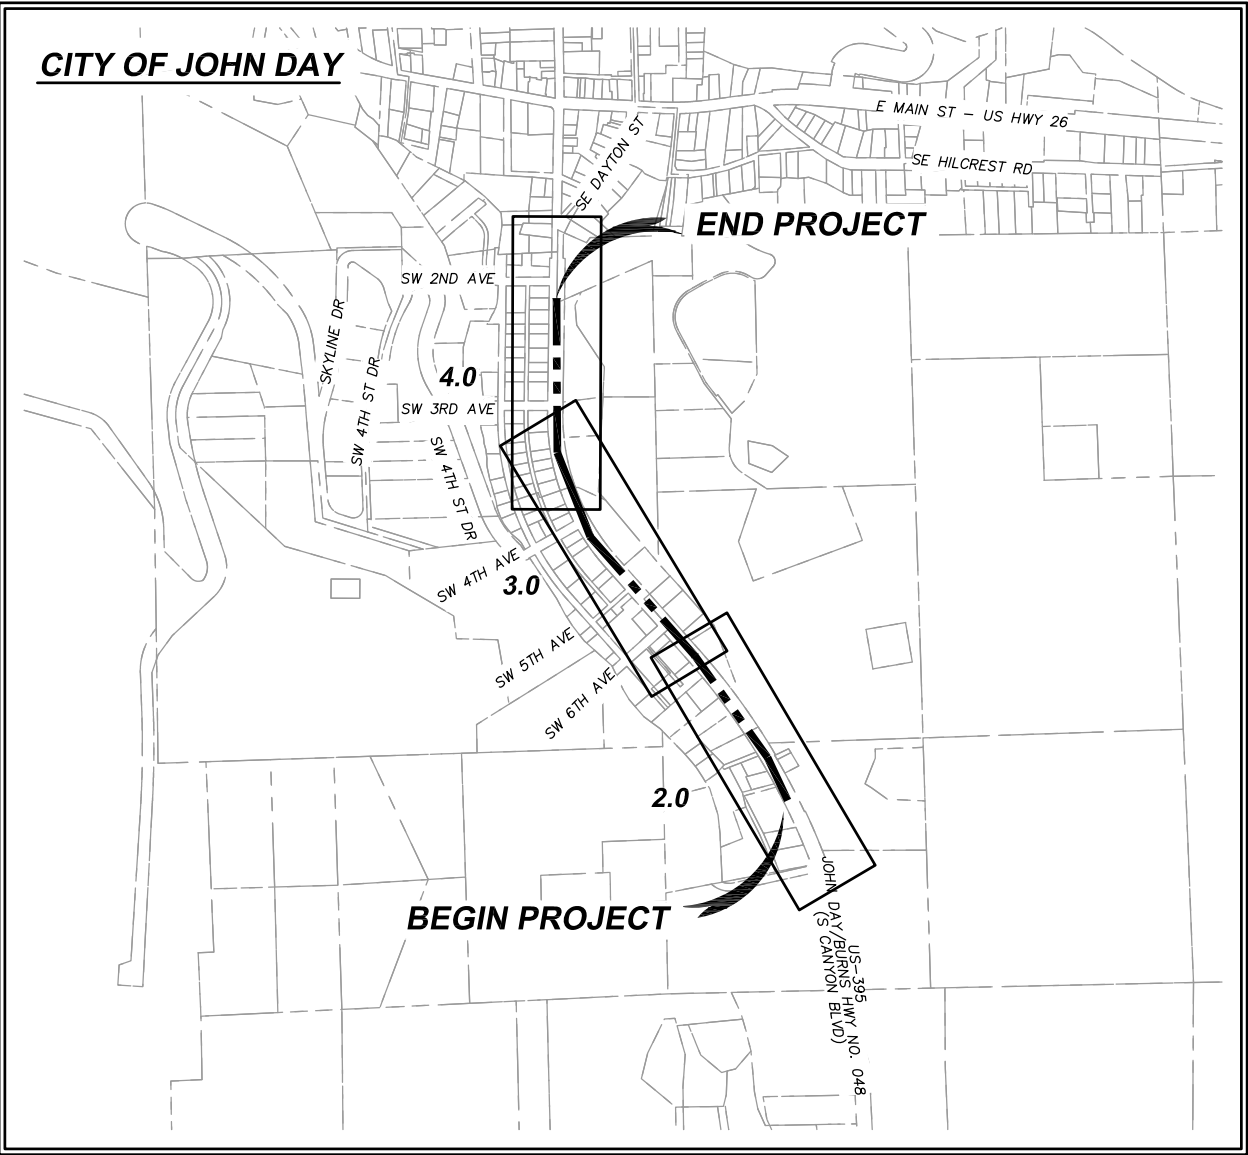 CITY OF JOHN DAY
E MAIN ST - US HWY 26
SE HILCREST RD
SE DAYTON ST
END PROJECT
SW 2ND AVE
SKYLINE DR
SW 4TH ST DR
4.0
SW 3RD AVE
SW 4TH ST DR
SW 4TH AVE
3.0
SW 5TH AVE
SW 6TH AVE
2.0
BEGIN PROJECT
US-395
JOHN DAY/BURNS HWY NO. 048
(S CANYON BLVD)